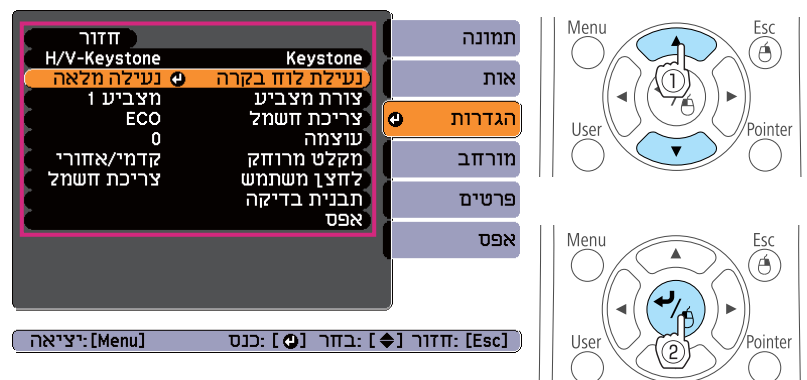 חזור
Keystone H/V-Keystone
נעילת לוח בקרה נעילה מלאה
צורת מצביע מצביע 1
צריכת חשמל ECO
עוצמה 0
מקלט מרוחק קדמי/אחורי
לחצן משתמש צריכת חשמל
תבנית בדיקה
אפס
תמונה
אות
הגדרות
מורחב
פרטים
אפס
[Esc] :חזור [ ] :בחר [ ] :כנס [Menu]:יציאה
Menu Esc
1
User Pointer
Menu Esc
2
User Pointer